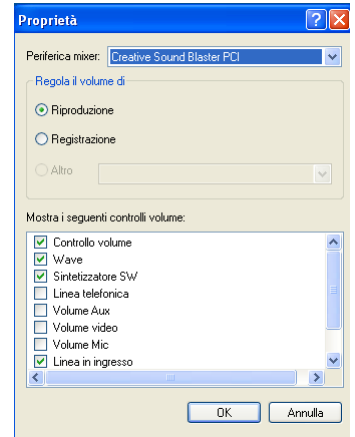 Proprietà
Periferica mixer: Creative Sound Blaster PCI
Regola il volume di
Riproduzione
Registrazione
Altro
Mostra i seguenti controlli volume:
Controllo volume
Wave
Sintetizzatore SW
Linea telefonica
Volume Aux
Volume video
Volume Mic
Linea in ingresso
OK Annulla